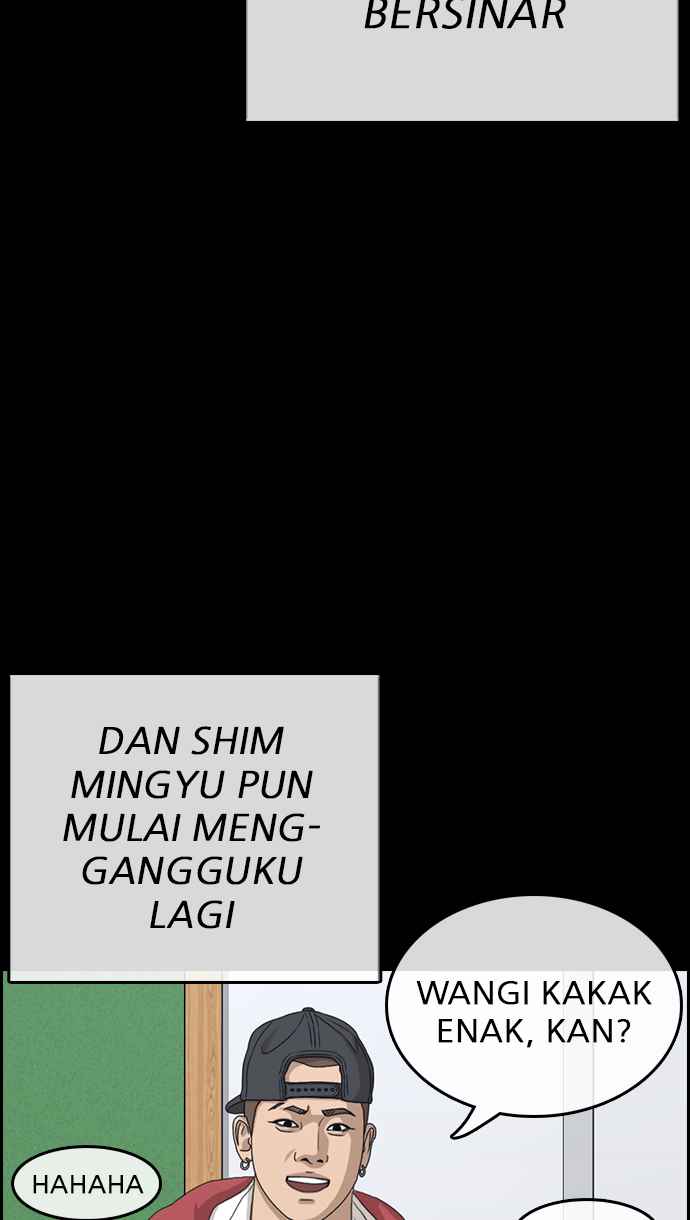 BERSINAR
DAN SHIM
MINGYU PUN
MULAI MENG-
GANGGUKU
LAGI
WANGI KAKAK
ENAK, KAN?
HAHAHA